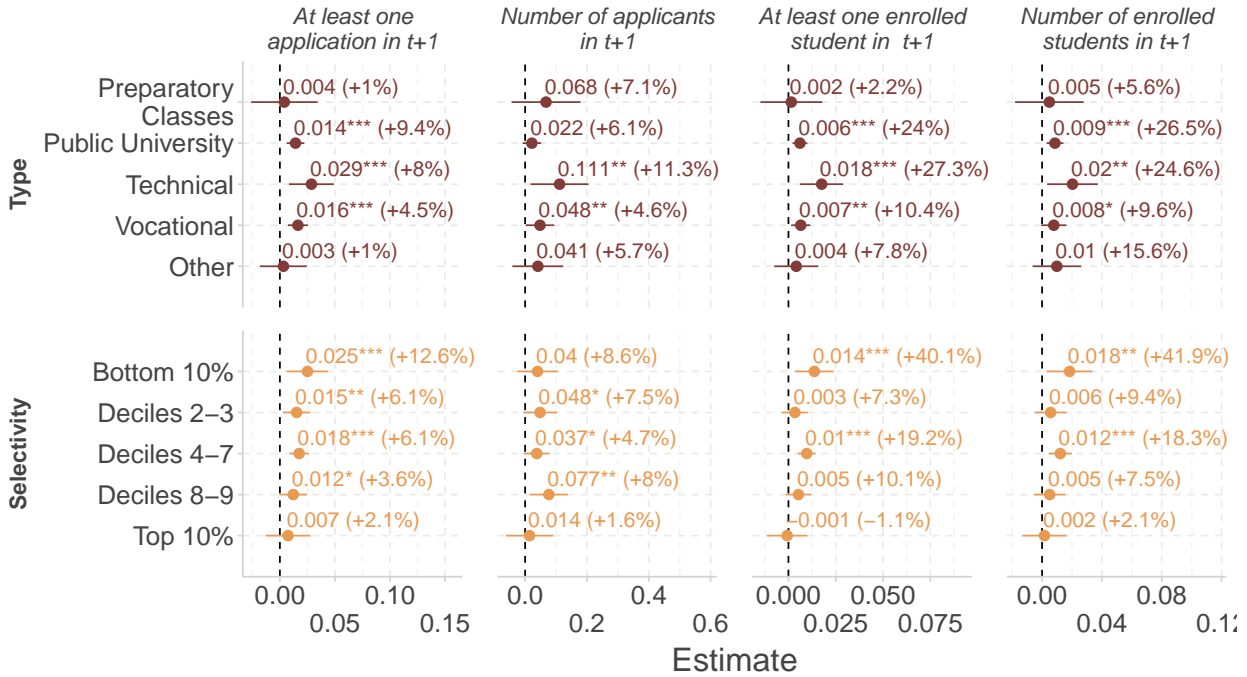 At least one
application in t+1
Number of applicants
in t+1
At least one enrolled
student in t+1
Number of enrolled
students in t+1
Type
Preparatory
Classes
0.004 (+1%)
0.068 (+7.1%)
0.002 (+2.2%)
0.005 (+5.6%)
Public University
0.014*** (+9.4%)
0.022 (+6.1%)
0.006*** (+24%)
0.009*** (+26.5%)
Technical
0.029*** (+8%)
0.111** (+11.3%)
0.018*** (+27.3%)
0.02** (+24.6%)
Vocational
0.016*** (+4.5%)
0.048** (+4.6%)
0.007** (+10.4%)
0.008* (+9.6%)
Other
0.003 (+1%)
0.041 (+5.7%)
0.004 (+7.8%)
0.01 (+15.6%)
Selectivity
Bottom 10%
0.025*** (+12.6%)
0.04 (+8.6%)
0.014*** (+40.1%)
0.018** (+41.9%)
Deciles 2−3
0.015** (+6.1%)
0.048* (+7.5%)
0.003 (+7.3%)
0.006 (+9.4%)
Deciles 4−7
0.018*** (+6.1%)
0.037* (+4.7%)
0.01*** (+19.2%)
0.012*** (+18.3%)
Deciles 8−9
0.012* (+3.6%)
0.077** (+8%)
0.005 (+10.1%)
0.005 (+7.5%)
Top 10%
0.007 (+2.1%)
0.014 (+1.6%)
−0.001 (−1.1%)
0.002 (+2.1%)
0.00 0.10
0.05 0.15
0.0 0.4
0.2 0.6
0.000 0.050
0.025 0.075
0.00 0.08
0.04 0.12
Estimate